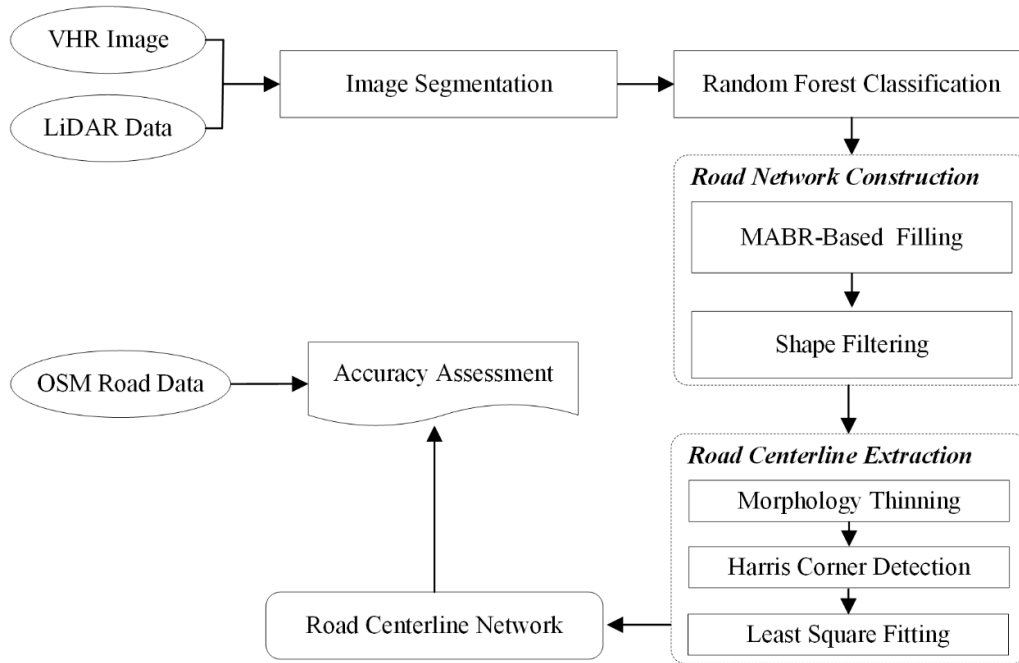 VHR Image
LiDAR Data
Image Segmentation
Random Forest Classification
Road Network Construction
MABR-Based Filling
Shape Filtering
OSM Road Data
Accuracy Assessment
Road Centerline Extraction
Morphology Thinning
Harris Corner Detection
Least Square Fitting
Road Centerline Network